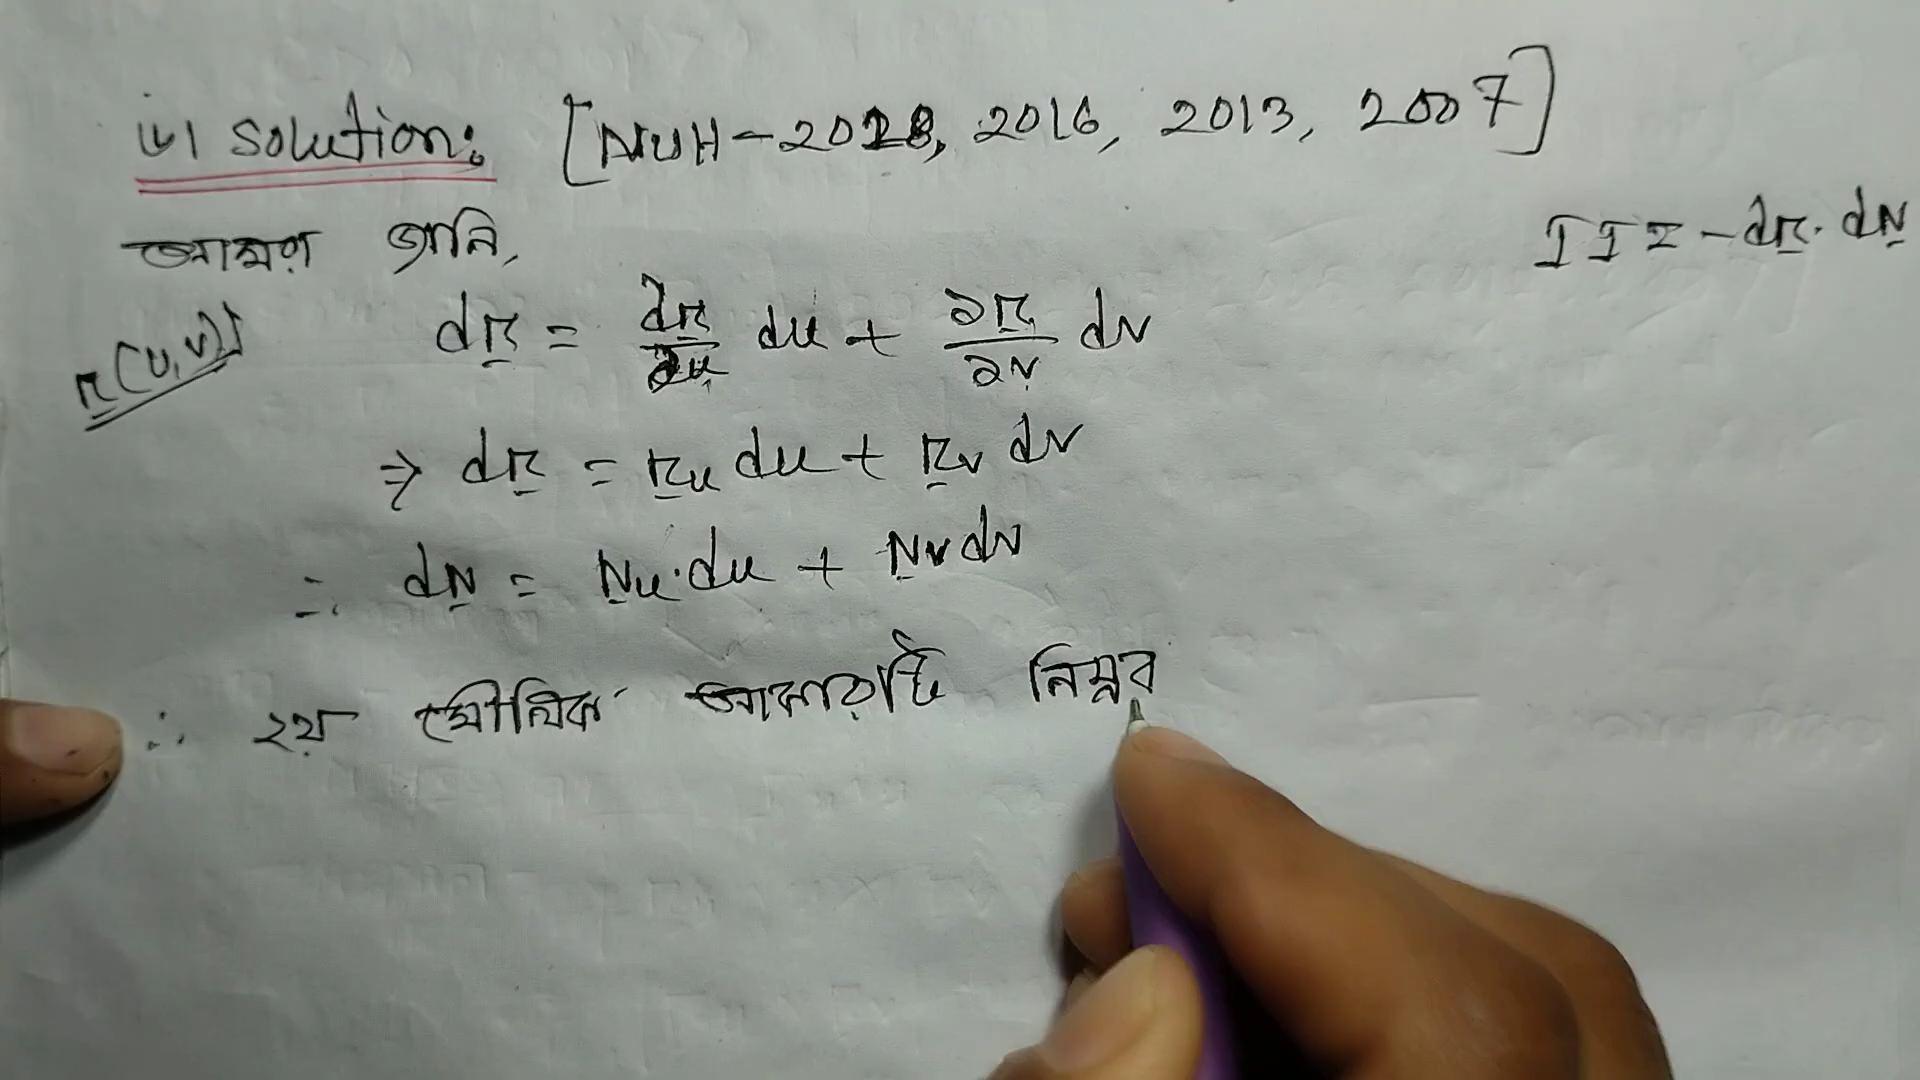 iv) Solution: [NUH-2018, 2016, 2013, 2007]
II = -dr. dN
আমরা জানি,
r(u,v)
dr = ∂r/∂u du + ∂r/∂v dv
⇒ dr = ru du + rv dv
∴ dN = Nu.du + Nv dv
∴ ২য় মৌলিক আকারটি নিম্নর